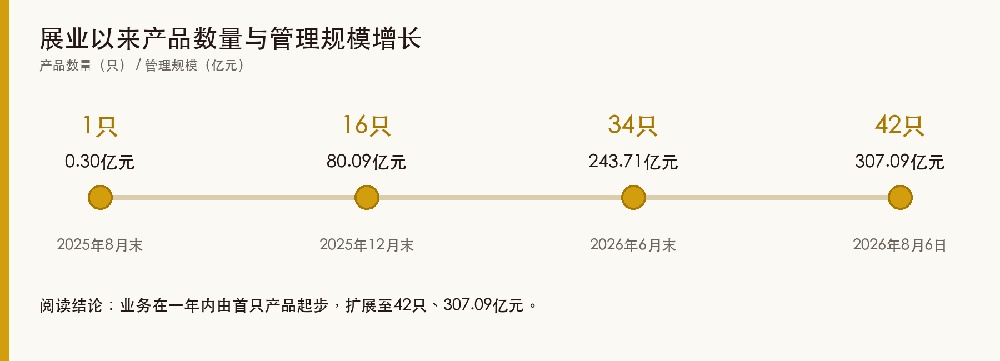 展业以来产品数量与管理规模增长
产品数量（只） / 管理规模（亿元）
1只 16只 34只 42只
0.30亿元 80.09亿元 243.71亿元 307.09亿元
2025年8月末 2025年12月末 2026年6月末 2026年8月6日
阅读结论：业务在一年内由首只产品起步，扩展至42只、307.09亿元。